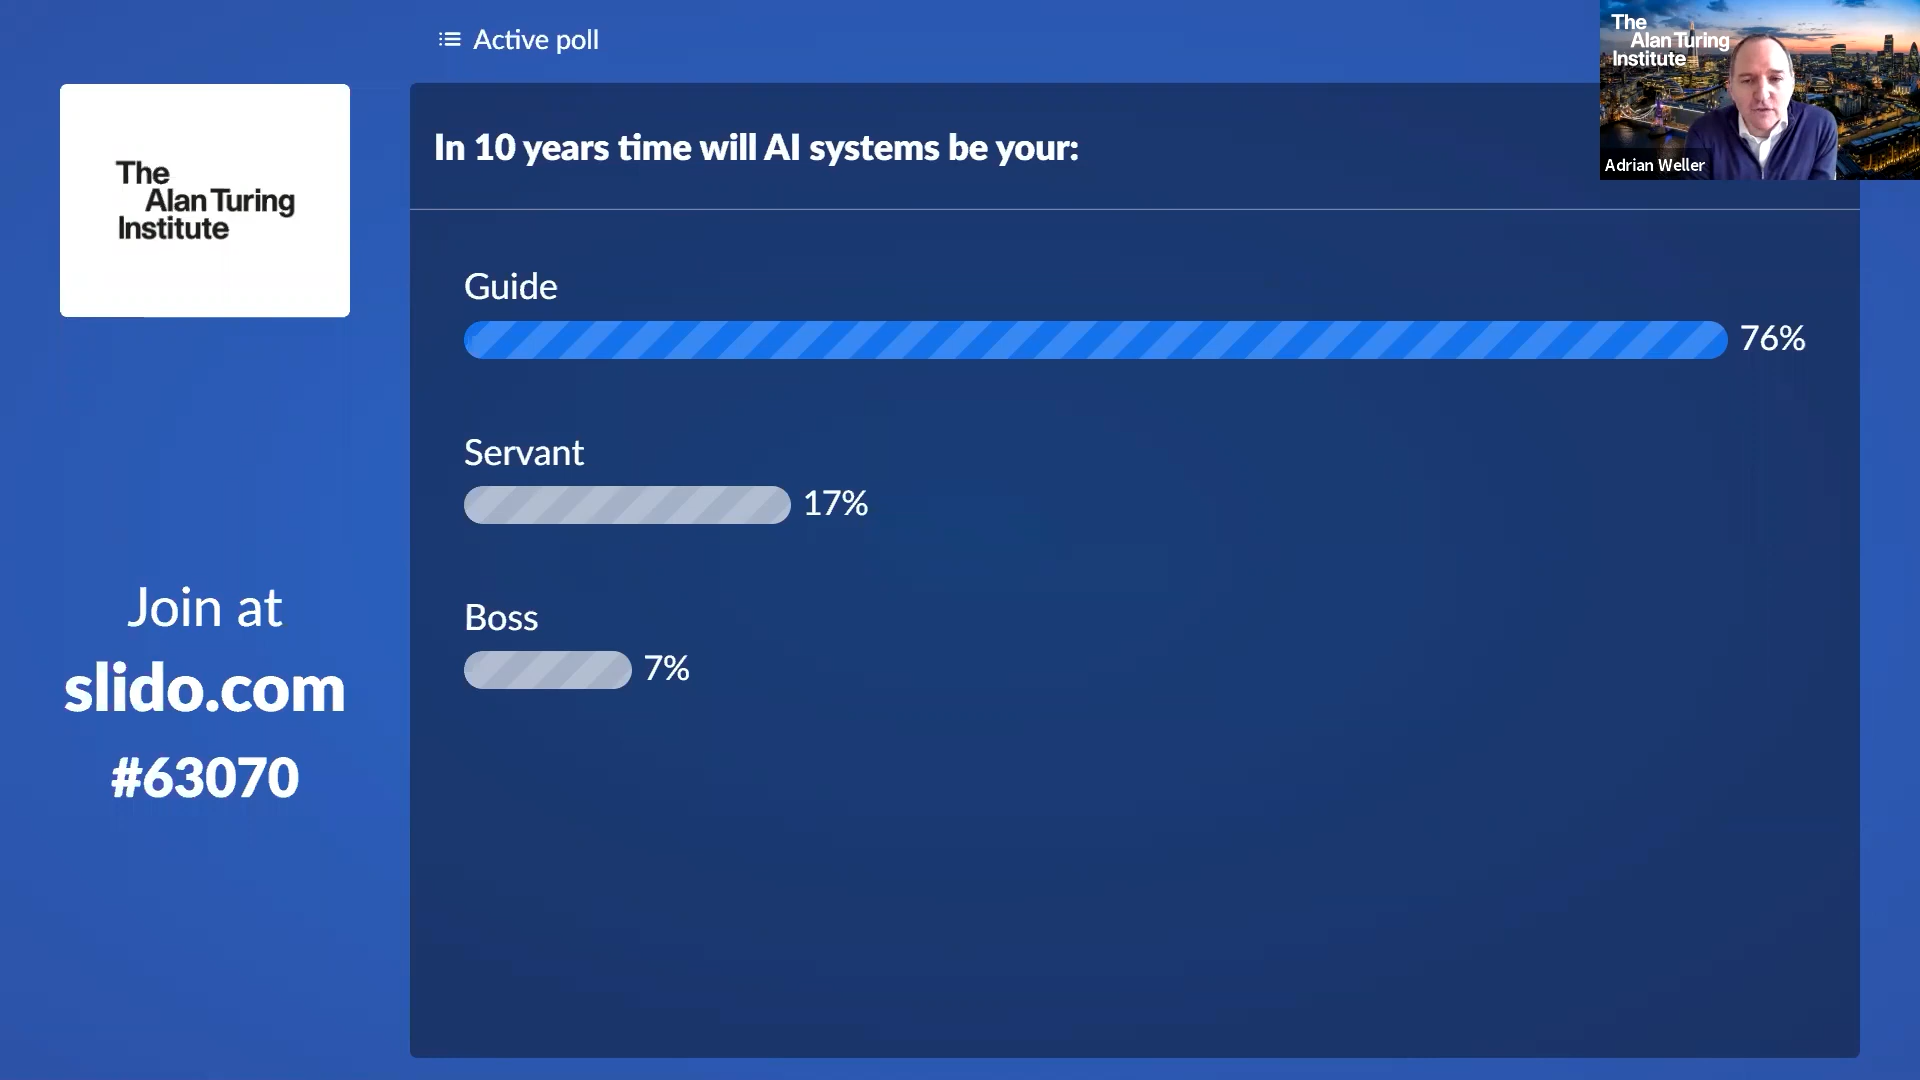 Active poll
The
Alan Turing
Institute
Adrian Weller
The
Alan Turing
Institute
In 10 years time will AI systems be your:
Guide
76%
Servant
17%
Boss
7%
Join at
slido.com
#63070